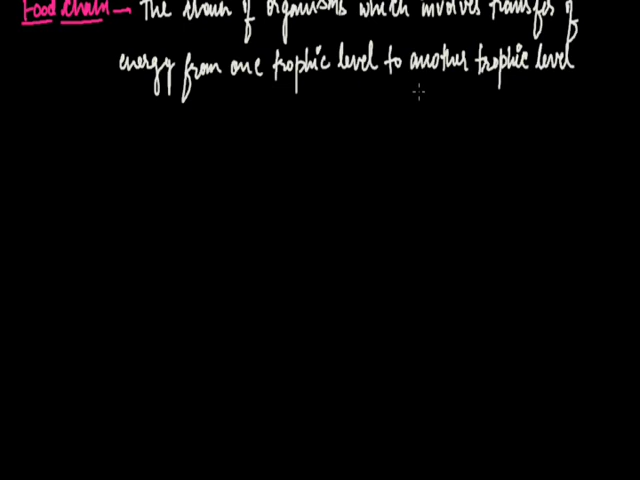 Food Chain → The chain of organisms which involves transfer of
energy from one trophic level to another trophic level